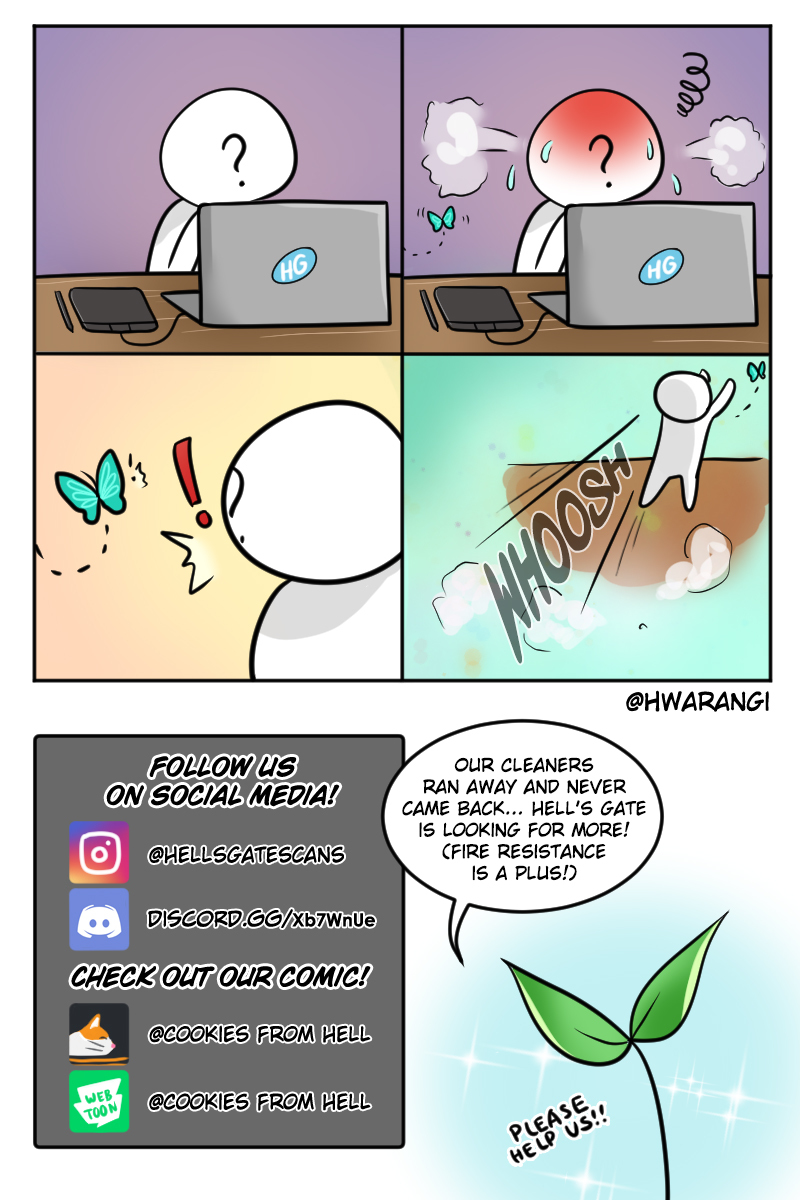 ?
HG
?
HG
!
?
WHOOSH
@HWARANGI
FOLLOW US
ON SOCIAL MEDIA!
@HELLSGATESCANS
DISCORD.GG/Xb7WnUe
CHECK OUT OUR COMIC!
@COOKIES FROM HELL
WEB
TOON
@COOKIES FROM HELL
OUR CLEANERS
RAN AWAY AND NEVER
CAME BACK... HELL'S GATE
IS LOOKING FOR MORE!
(FIRE RESISTANCE
IS A PLUS!)
PLEASE
HELP US!!